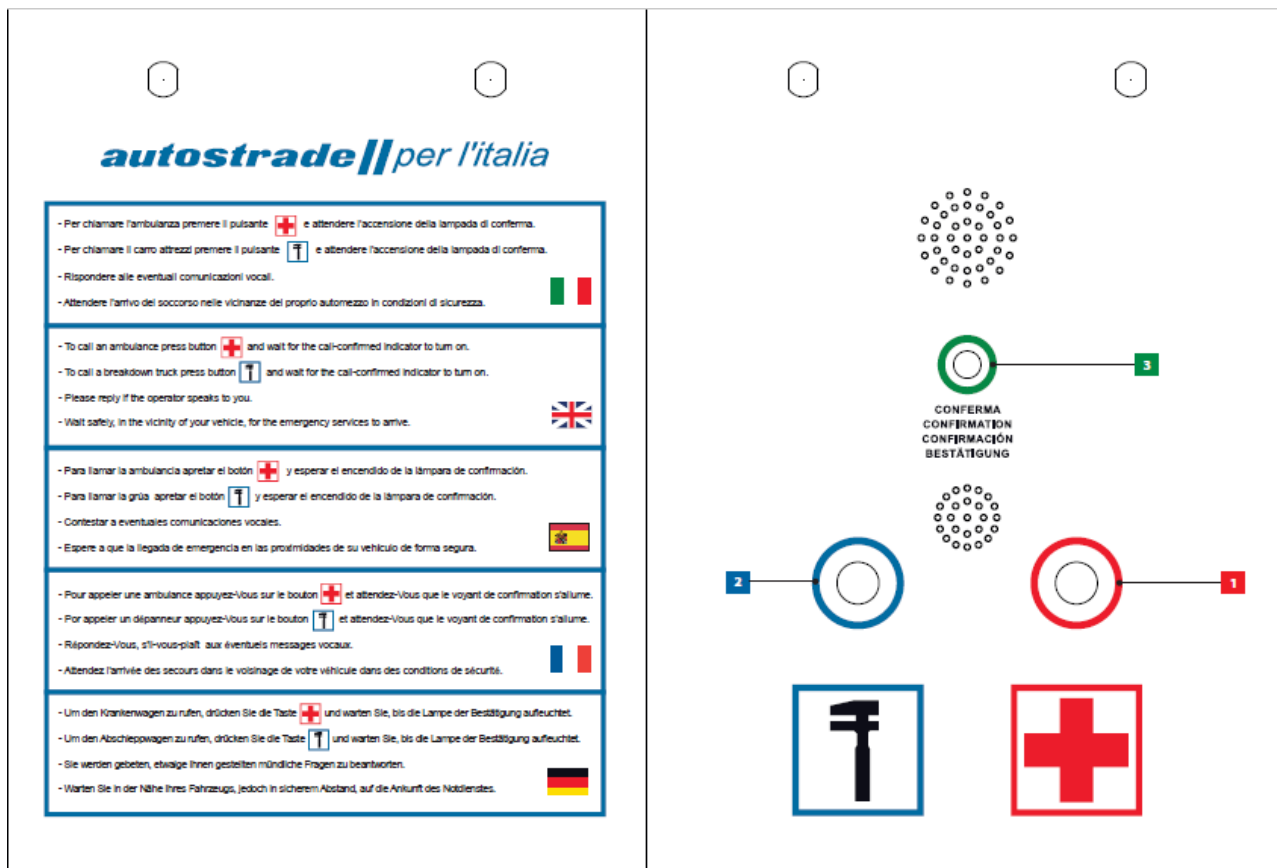 autostrade per l'italia
- Per chiamare l'ambulanza premere il pulsante e attendere l'accensione della lampada di conferma.
- Per chiamare il carro attrezzi premere il pulsante e attendere l'accensione della lampada di conferma.
- Rispondere alle eventuali comunicazioni vocali.
- Attendere l'arrivo del soccorso nelle vicinanze del proprio automezzo in condizioni di sicurezza.
- To call an ambulance press button and wait for the call-confirmed indicator to turn on.
- To call a breakdown truck press button and wait for the call-confirmed indicator to turn on.
- Please reply if the operator speaks to you.
- Wait safely, in the vicinity of your vehicle, for the emergency services to arrive.
- Para llamar la ambulancia apretar el botón y esperar el encendido de la lámpara de confirmación.
- Para llamar la grúa apretar el botón y esperar el encendido de la lámpara de confirmación.
- Contestar a eventuales comunicaciones vocales.
- Espere a que la llegada de emergencia en las proximidades de su vehículo de forma segura.
- Pour appeler une ambulance appuyez-Vous sur le bouton et attendez-Vous que le voyant de confirmation s'allume.
- Por appeler un dépanneur appuyez-Vous sur le bouton et attendez-Vous que le voyant de confirmation s'allume.
- Répondez-Vous, s'il-vous-plaît aux éventuels messages vocaux.
- Attendez l'arrivée des secours dans le voisinage de votre véhicule dans des conditions de sécurité.
- Um den Krankenwagen zu rufen, drücken Sie die Taste und warten Sie, bis die Lampe der Bestätigung aufleuchtet.
- Um den Abschleppwagen zu rufen, drücken Sie die Taste und warten Sie, bis die Lampe der Bestätigung aufleuchtet.
- Sie werden gebeten, etwaige Ihnen gestellten mündliche Fragen zu beantworten.
- Warten Sie in der Nähe Ihres Fahrzeugs, jedoch in sicherem Abstand, auf die Ankunft des Notdienstes.
3
CONFERMA
CONFIRMATION
CONFIRMACIÓN
BESTÄTIGUNG
2
1